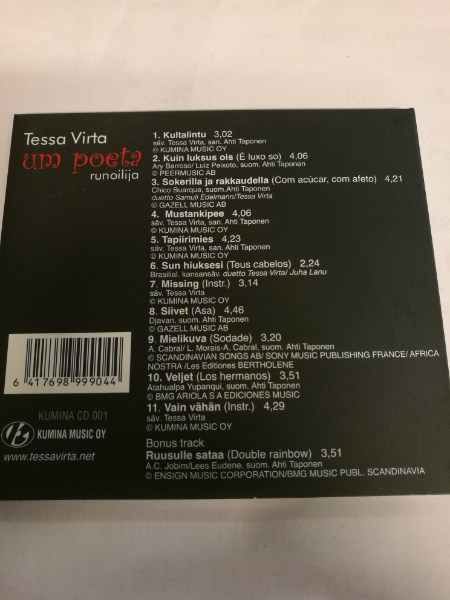 Tessa Virta
um poeta
runoilija
1. Kultalintu 3,02
säv. Tessa Virta, san. Ahti Taponen
© KUMINA MUSIC OY
2. Kuin luksus ois (É luxo so) 4,06
Ary Berroso/ Luiz Peixoto, suom. Ahti Taponen
© PEERMUSIC AB
3. Sokerilla ja rakkaudella (Com acúcar, com afeto) 4,21
Chico Buarque, suom.Ahti Taponen
duetto Samuli Edelmann/Tessa Virta
© GAZELL MUSIC AB
4. Mustankipee 4,06
säv. Tessa Virta, san. Ahti Taponen
© KUMINA MUSIC OY
5. Tapiirimies 4,23
säv. Tessa Virta, san. Ahti Taponen
© KUMINA MUSIC OY
6. Sun hiuksesi (Teus cabelos) 2,24
Brasilial. kansansäv. duetto Tessa Virta/ Juha Lanu
7. Missing (Instr.) 3,14
säv. Tessa Virta
© KUMINA MUSIC OY
8. Siivet (Asa) 4,46
Djavan, suom. Ahti Taponen
© GAZELL MUSIC AB
9. Mielikuva (Sodade) 3,20
A. Cabral/ L. Morais-A. Cabral, suom. Ahti Taponen
© SCANDINAVIAN SONGS AB/ SONY MUSIC PUBLISHING FRANCE/AFRICA
NOSTRA /Les Editiones BERTHOLENE
10. Veljet (Los hermanos) 3,51
Atahualpa Yupanqui, suom. Ahti Taponen
© BMG ARIOLA S A EDICIONES MUSIC
11. Vain vähän (Instr.) 4,29
säv. Tessa Virta
© KUMINA MUSIC OY
Bonus track
Ruusulle sataa (Double rainbow) 3,51
A.C. Jobim/Lees Eudene, suom. Ahti Taponen
© ENSIGN MUSIC CORPORATION/BMG MUSIC PUBL. SCANDINAVIA
6 417698 999044
KUMINA CD 001
KUMINA MUSIC OY
www.tessavirta.net